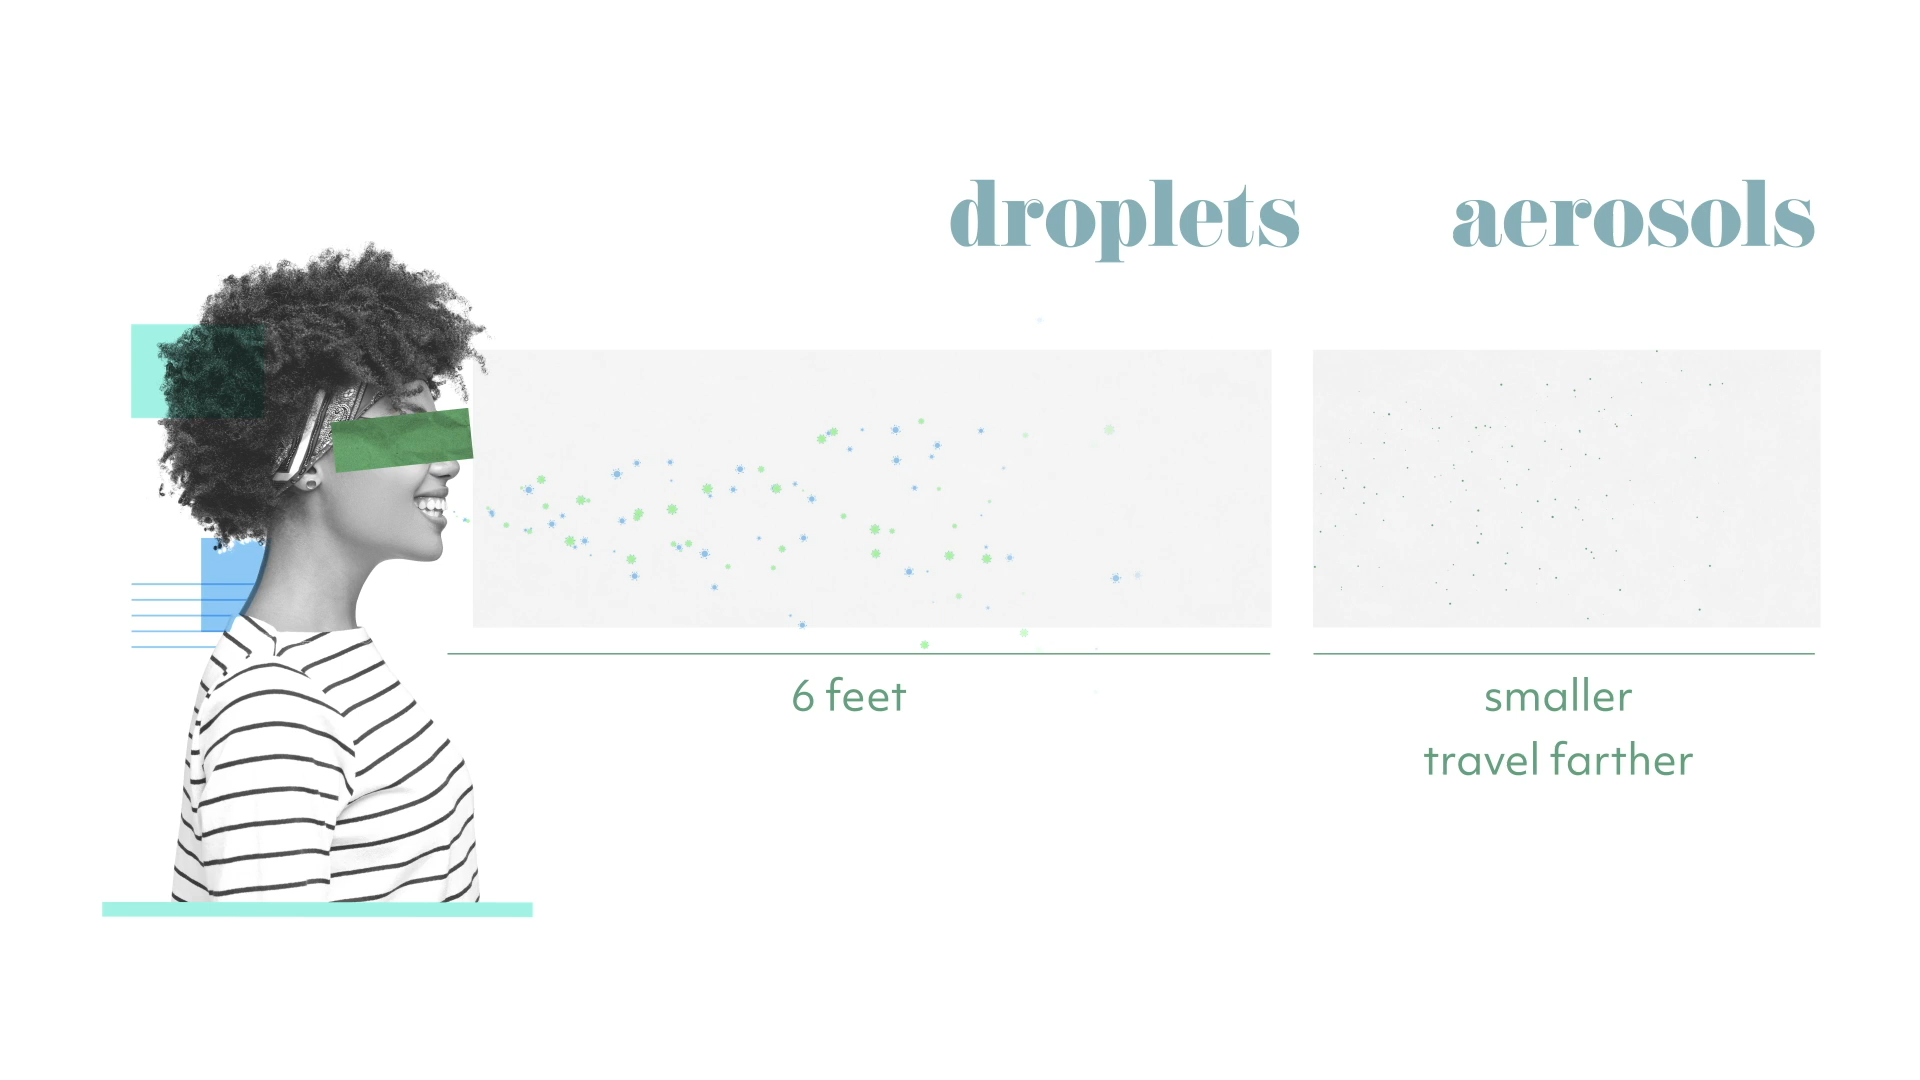 droplets
aerosols
6 feet
smaller
travel farther